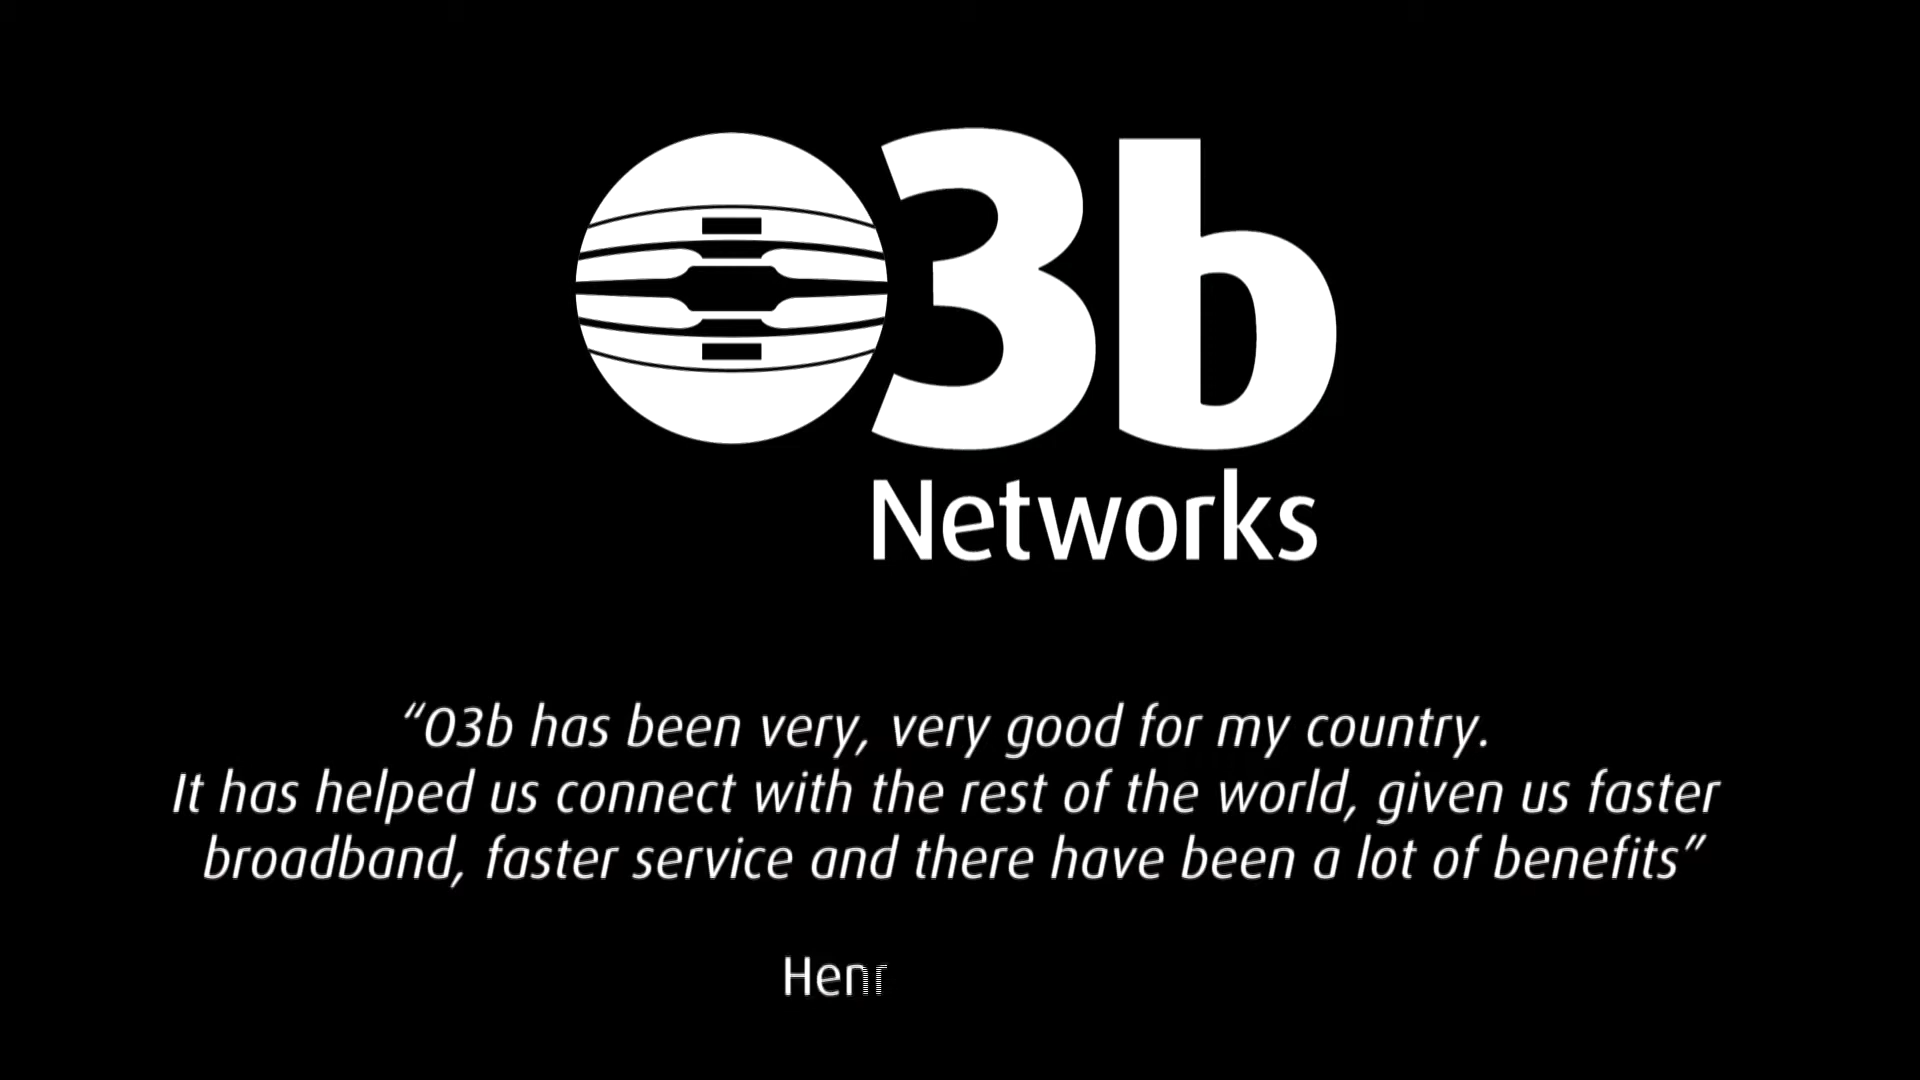 O3b
Networks
“O3b has been very, very good for my country.
It has helped us connect with the rest of the world, given us faster
broadband, faster service and there have been a lot of benefits”
Henr